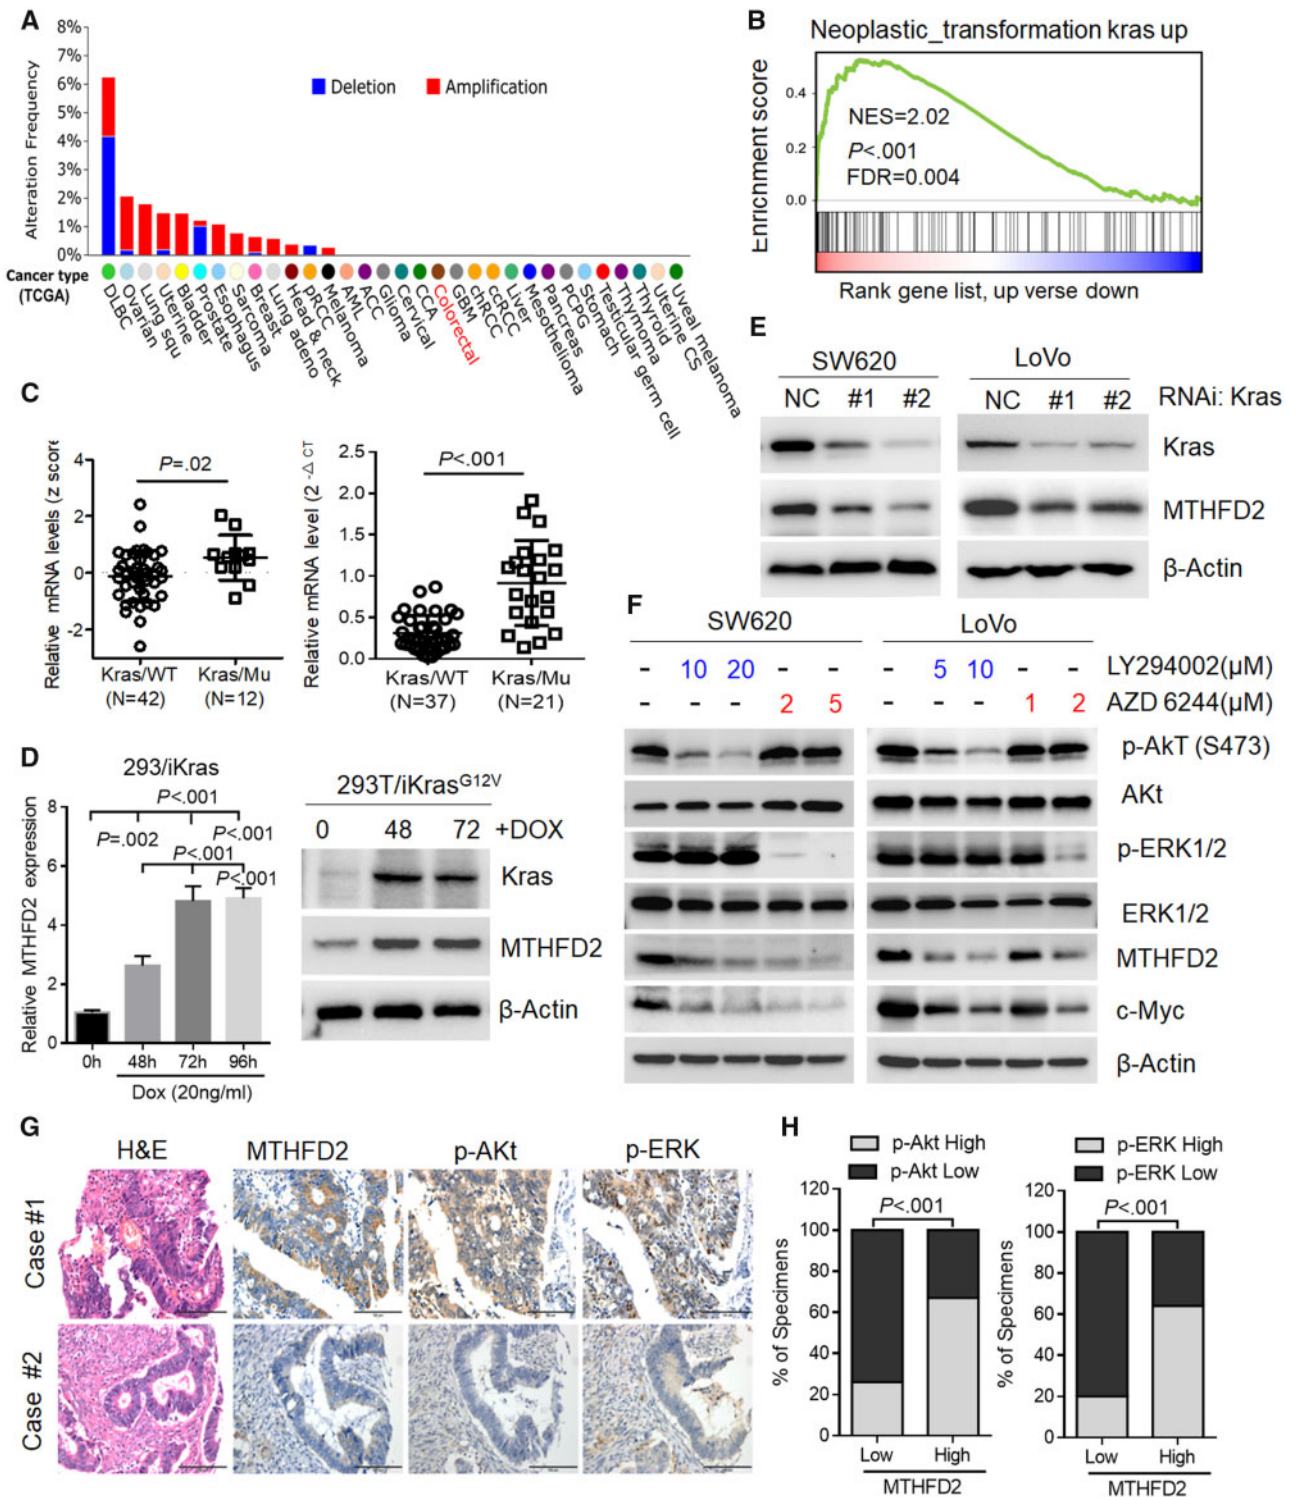 A
8%
7%
6%
5%
4%
3%
2%
1%
0%
Alteration Frequency
Deletion
Amplification
Cancer type
(TCGA)
DLBC
Ovarian
Lung squ
Uterine
Bladder
Prostate
Esophagus
Sarcoma
Breast
Lung adeno
Head & neck
pRCC
Melanoma
AML
ACC
Glioma
Cervical
CCA
Colorectal
GBM
chRCC
ccRCC
Liver
Mesothelioma
Pancreas
PCPG
Stomach
Testicular germ cell
Thymoma
Thyroid
Uterine CS
Uveal melanoma
B
Neoplastic_transformation kras up
Enrichment score
0.4
0.2
0.0
NES=2.02
P<.001
FDR=0.004
Rank gene list, up verse down
C
Relative mRNA levels (z score
4
2
0
-2
P=.02
Kras/WT
(N=42)
Kras/Mu
(N=12)
Relative mRNA level (2 -Δ CT
2.5
2.0
1.5
1.0
0.5
0.0
P<.001
Kras/WT
(N=37)
Kras/Mu
(N=21)
D
293/iKras
Relative MTHFD2 expression
8
6
4
2
0
P<.001
P=.002
P<.001
P<.001
P<.001
0h
48h
72h
96h
Dox (20ng/ml)
293T/iKrasG12V
0 48 72 +DOX
Kras
MTHFD2
β-Actin
E
SW620
LoVo
NC #1 #2 NC #1 #2 RNAi: Kras
Kras
MTHFD2
β-Actin
F
SW620
LoVo
- 10 20 - - - 5 10 - - LY294002(μM)
- - - 2 5 - - - 1 2 AZD 6244(μM)
p-AkT (S473)
AKt
p-ERK1/2
ERK1/2
MTHFD2
c-Myc
β-Actin
G
H&E
MTHFD2
p-AKt
p-ERK
Case #1
Case #2
H
p-Akt High
p-Akt Low
% of Specimens
120
100
80
60
40
20
0
P<.001
Low
High
MTHFD2
p-ERK High
p-ERK Low
% of Specimens
120
100
80
60
40
20
0
P<.001
Low
High
MTHFD2